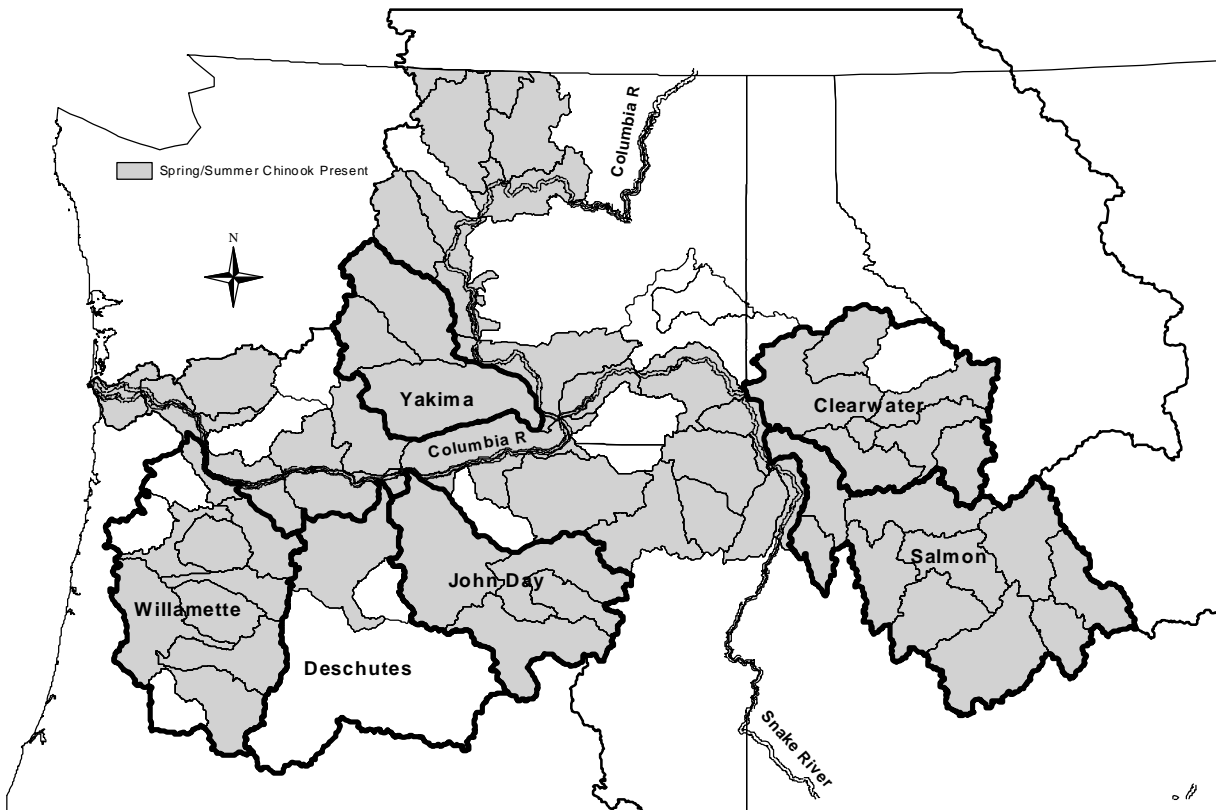 Columbia R
Spring/Summer Chinook Present
N
Yakima
Clearwater
Columbia R
Salmon
John Day
Willamette
Deschutes
Snake River